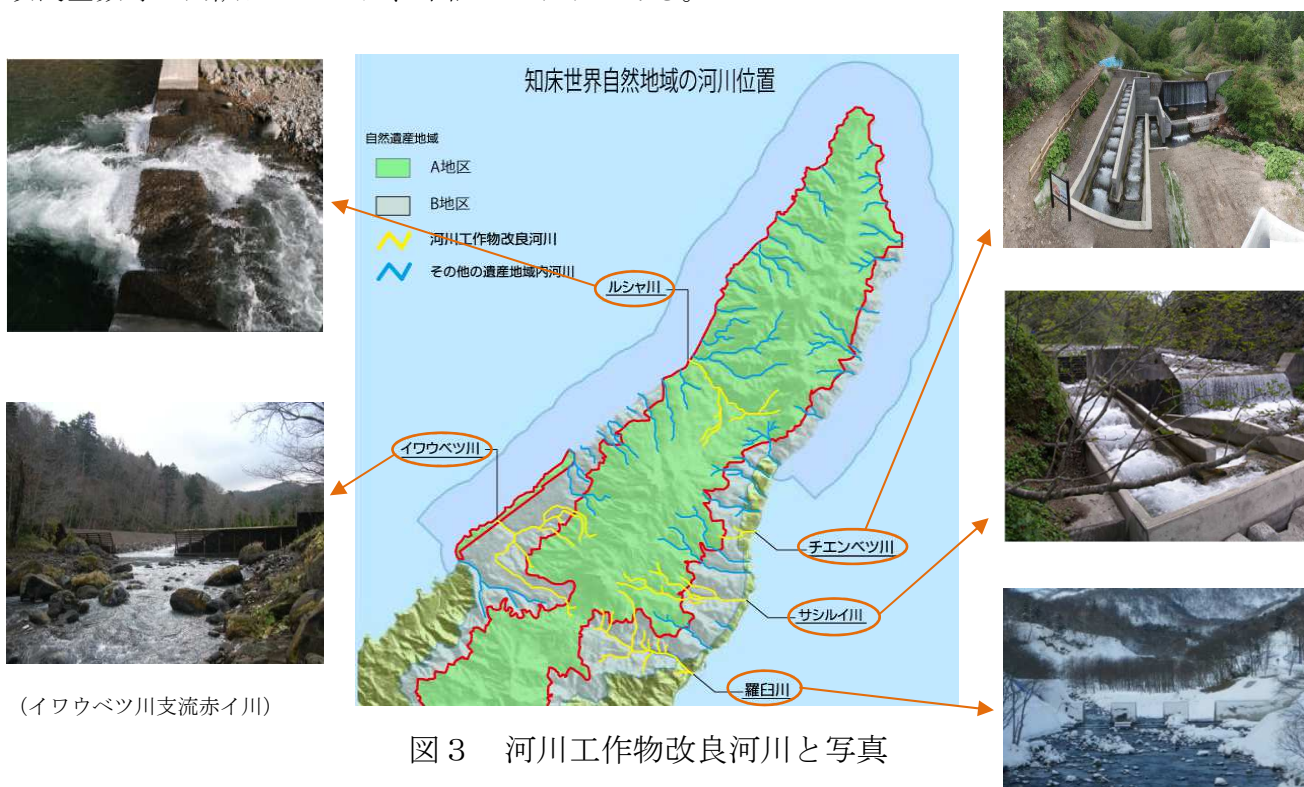 知床世界自然地域の河川位置
自然遺産地域
A地区
B地区
河川工作物改良河川
その他の遺産地域内河川
ルシャ川
イワウベツ川
チエンベツ川
サシルイ川
羅臼川
(イワウベツ川支流赤イ川)
図3 河川工作物改良河川と写真